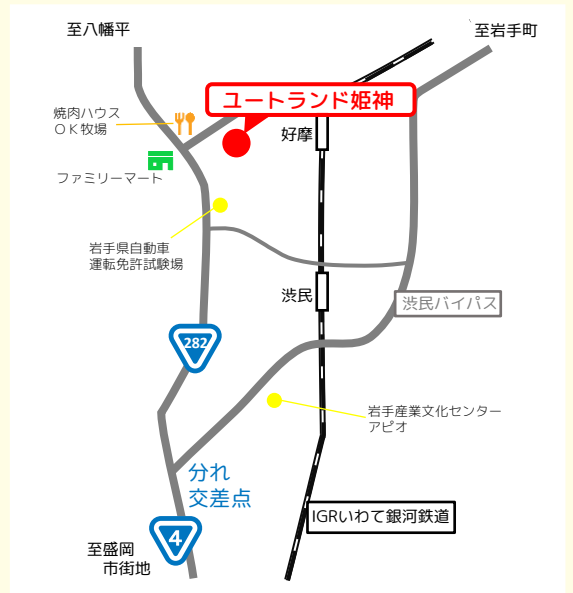 至八幡平
至岩手町
ユートランド姫神
焼肉ハウス
OK牧場
好摩
ファミリーマート
岩手県自動車
運転免許試験場
渋民
渋民バイパス
282
岩手産業文化センター
アピオ
分れ
交差点
IGRいわて銀河鉄道
4
至盛岡
市街地